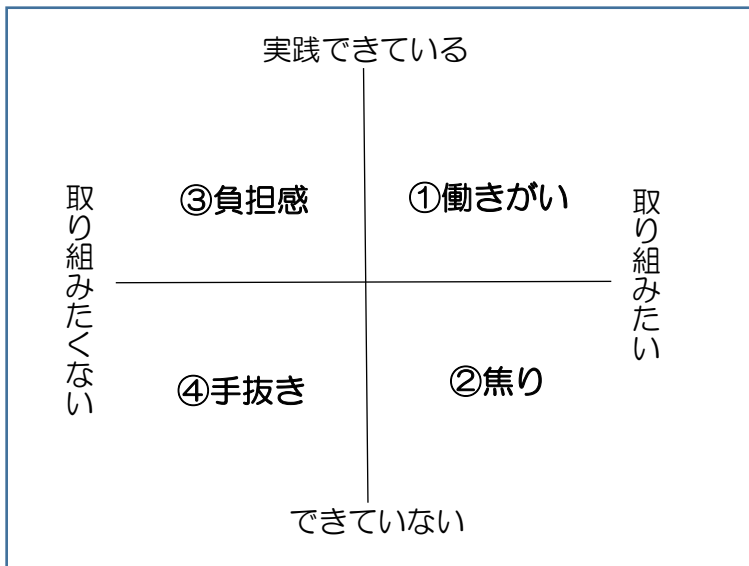 実践できている
③負担感
①働きがい
取り組みたくない
取り組みたい
④手抜き
②焦り
できていない